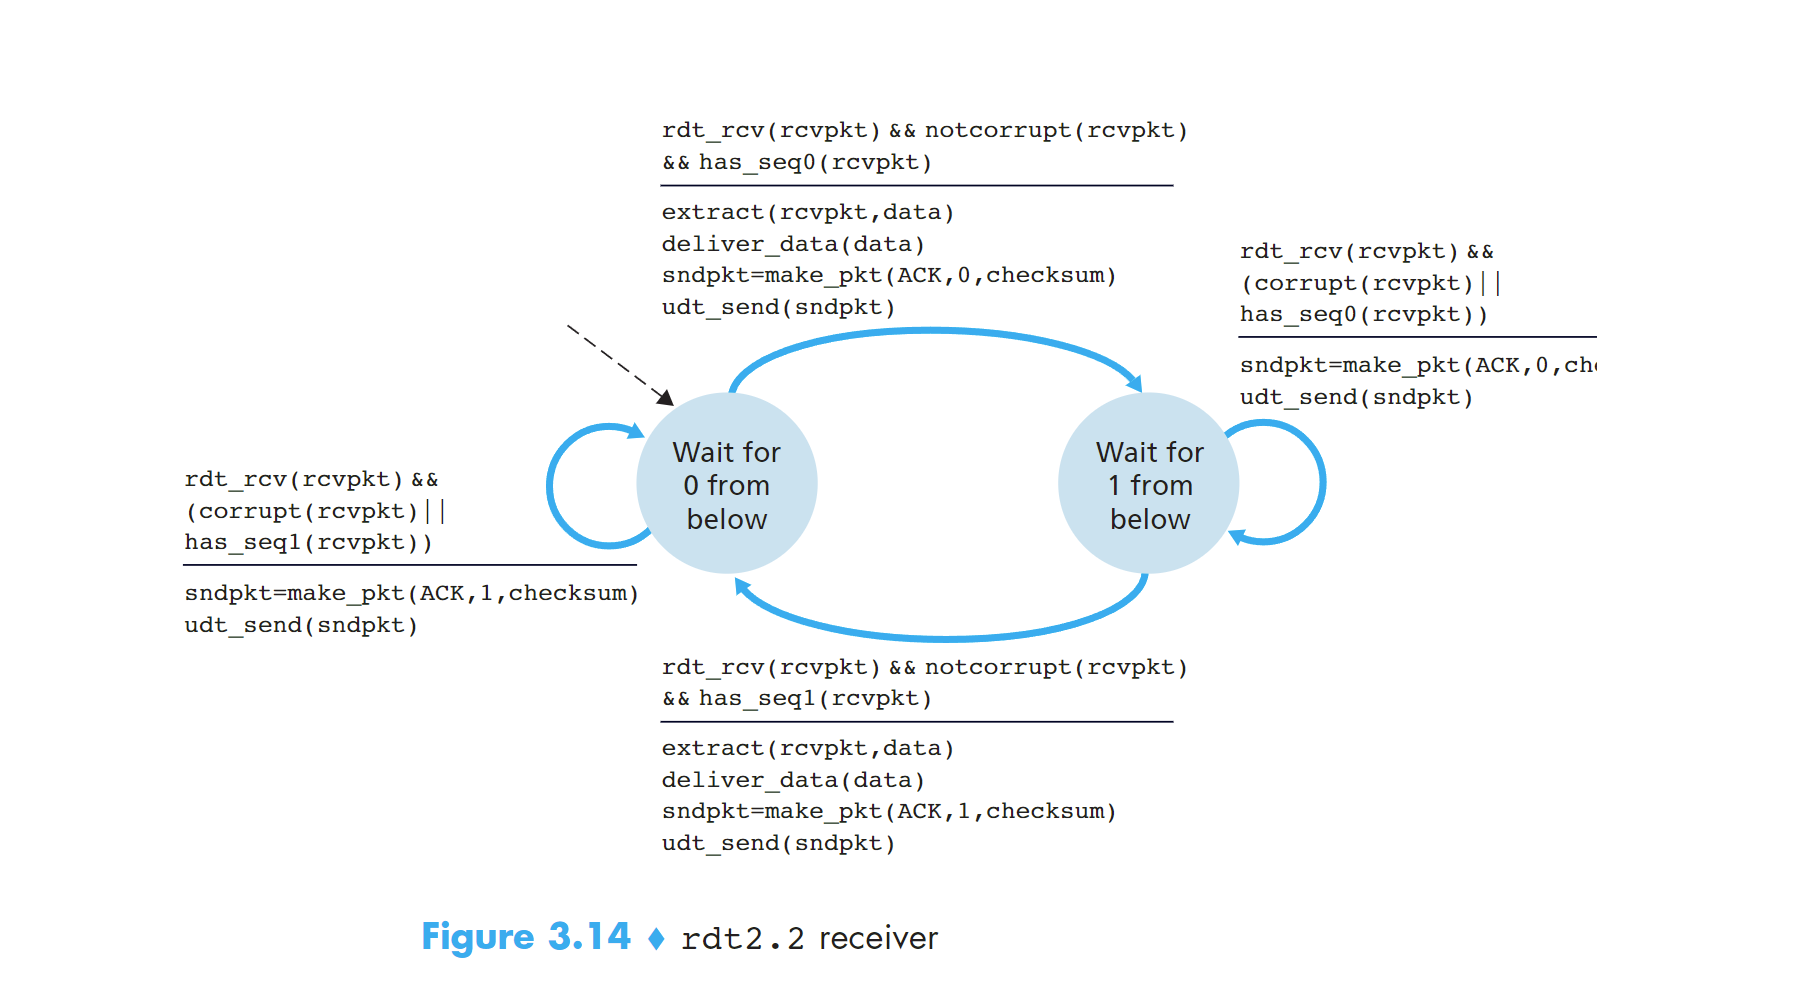 rdt_rcv(rcvpkt) && notcorrupt(rcvpkt)
&& has_seq0(rcvpkt)
extract(rcvpkt,data)
deliver_data(data)
sndpkt=make_pkt(ACK,0,checksum)
udt_send(sndpkt)
rdt_rcv(rcvpkt) &&
(corrupt(rcvpkt)||
has_seq0(rcvpkt))
sndpkt=make_pkt(ACK,0,che
udt_send(sndpkt)
Wait for
0 from
below
Wait for
1 from
below
rdt_rcv(rcvpkt) &&
(corrupt(rcvpkt)||
has_seq1(rcvpkt))
sndpkt=make_pkt(ACK,1,checksum)
udt_send(sndpkt)
rdt_rcv(rcvpkt) && notcorrupt(rcvpkt)
&& has_seq1(rcvpkt)
extract(rcvpkt,data)
deliver_data(data)
sndpkt=make_pkt(ACK,1,checksum)
udt_send(sndpkt)
Figure 3.14 ♦ rdt2.2 receiver